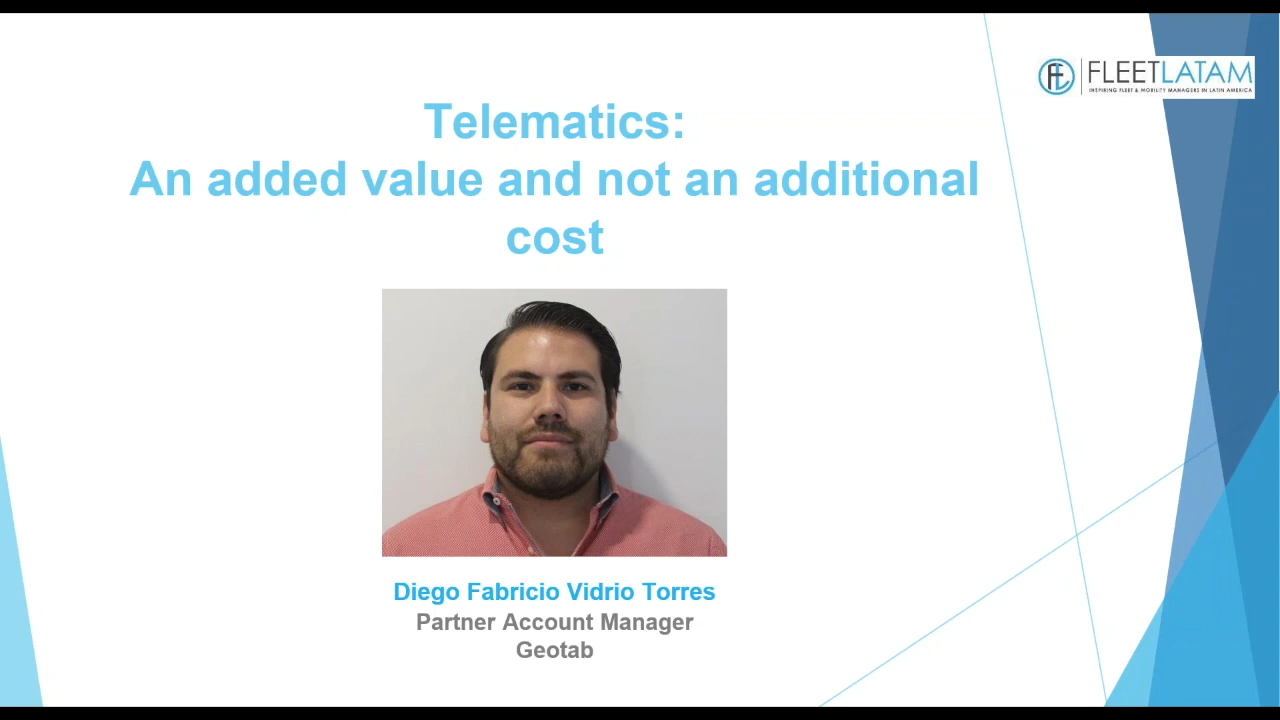 FLEETLATAM
INSPIRING FLEET & MOBILITY MANAGERS IN LATIN AMERICA
Telematics:
An added value and not an additional
cost
Diego Fabricio Vidrio Torres
Partner Account Manager
Geotab